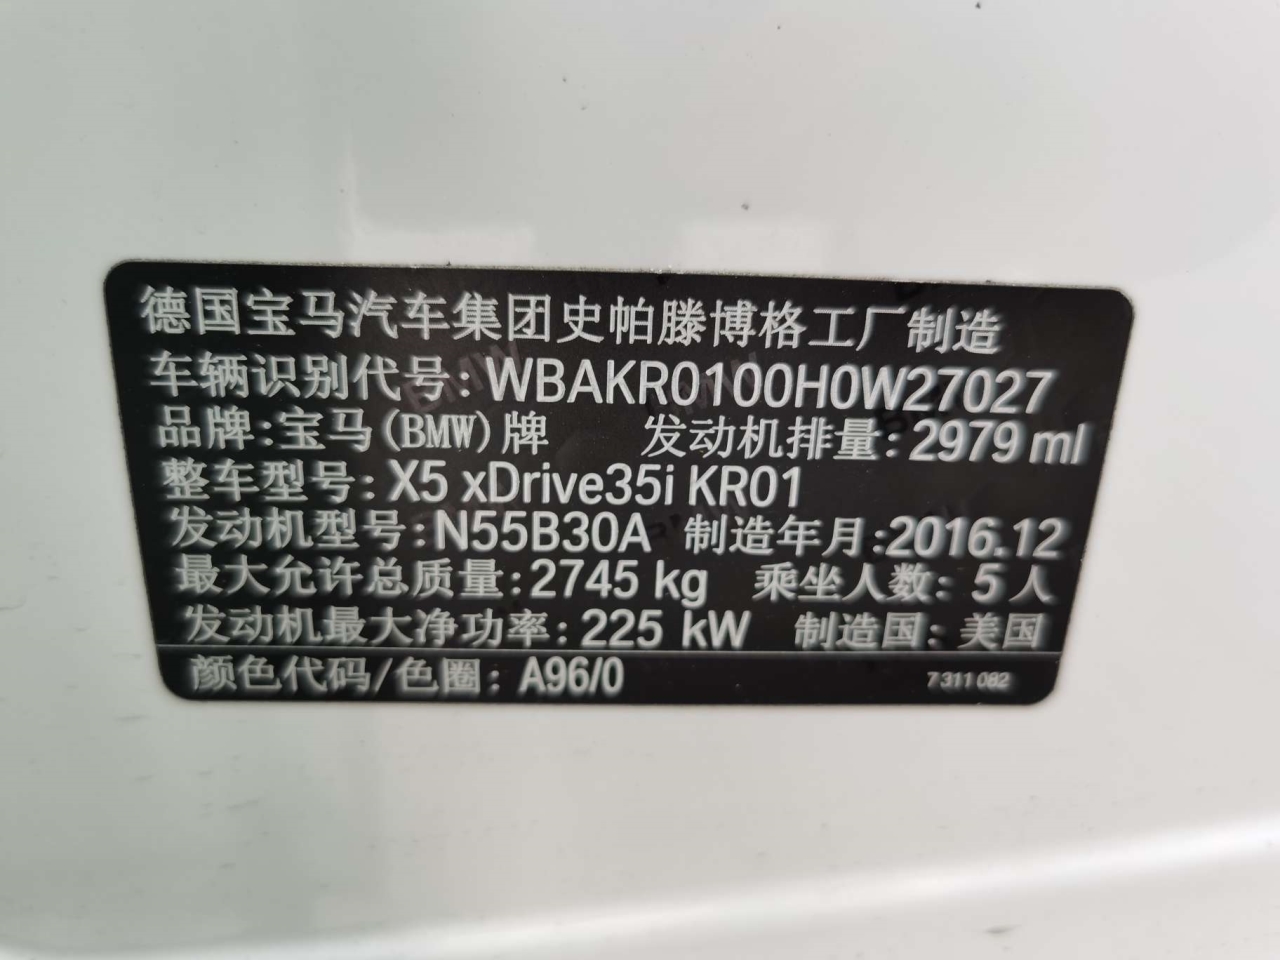 德国宝马汽车集团史帕滕博格工厂制造
车辆识别代号: WBAKR0100H0W27027
品牌:宝马(BMW)牌 发动机排量: 2979 ml
整车型号: X5 xDrive35i KR01
发动机型号:N55B30A 制造年月:2016.12
最大允许总质量:2745 kg 乘坐人数: 5人
发动机最大净功率: 225 kW 制造国: 美国
颜色代码/色圈: A96/0 7311082